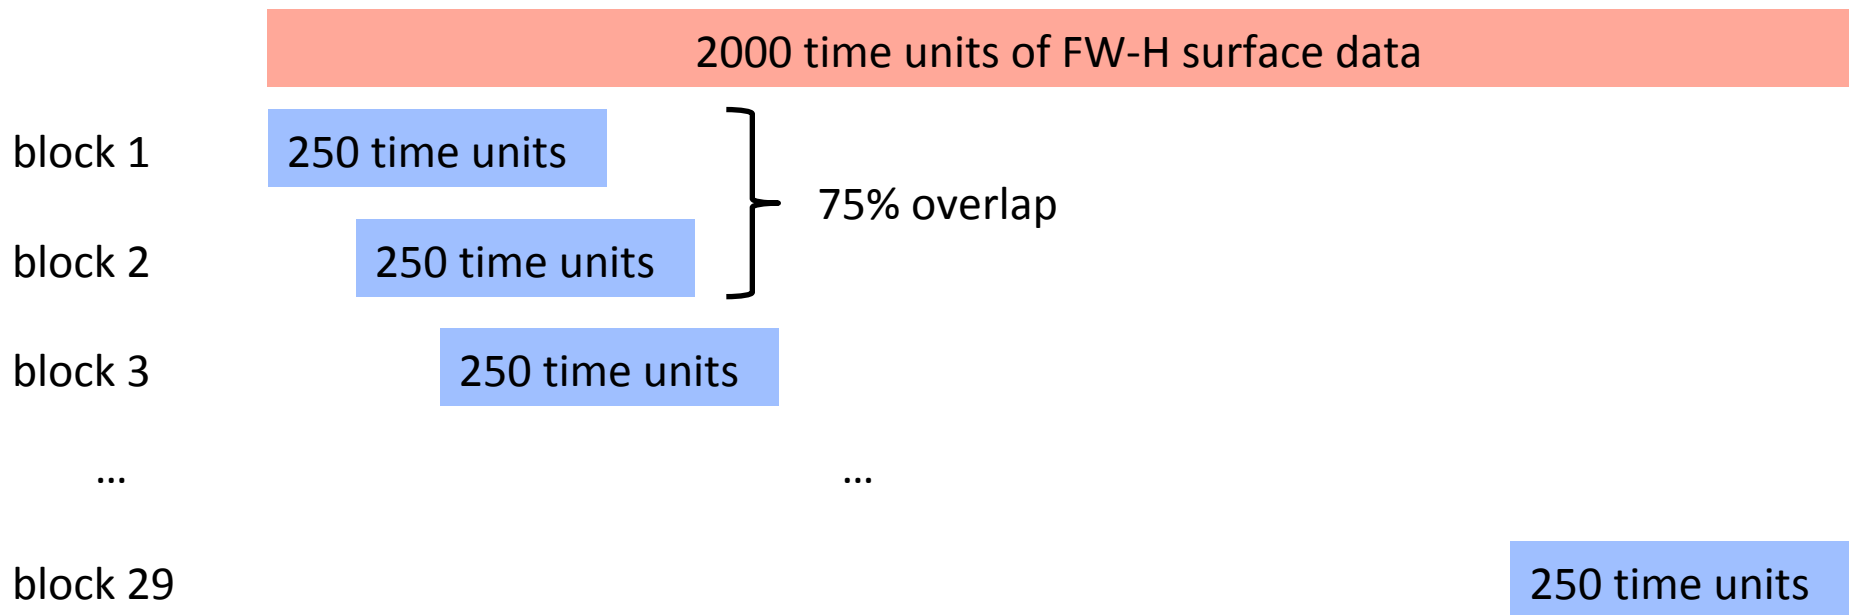 2000 time units of FW-H surface data
block 1
250 time units
75% overlap
block 2
250 time units
block 3
250 time units
...
...
block 29
250 time units